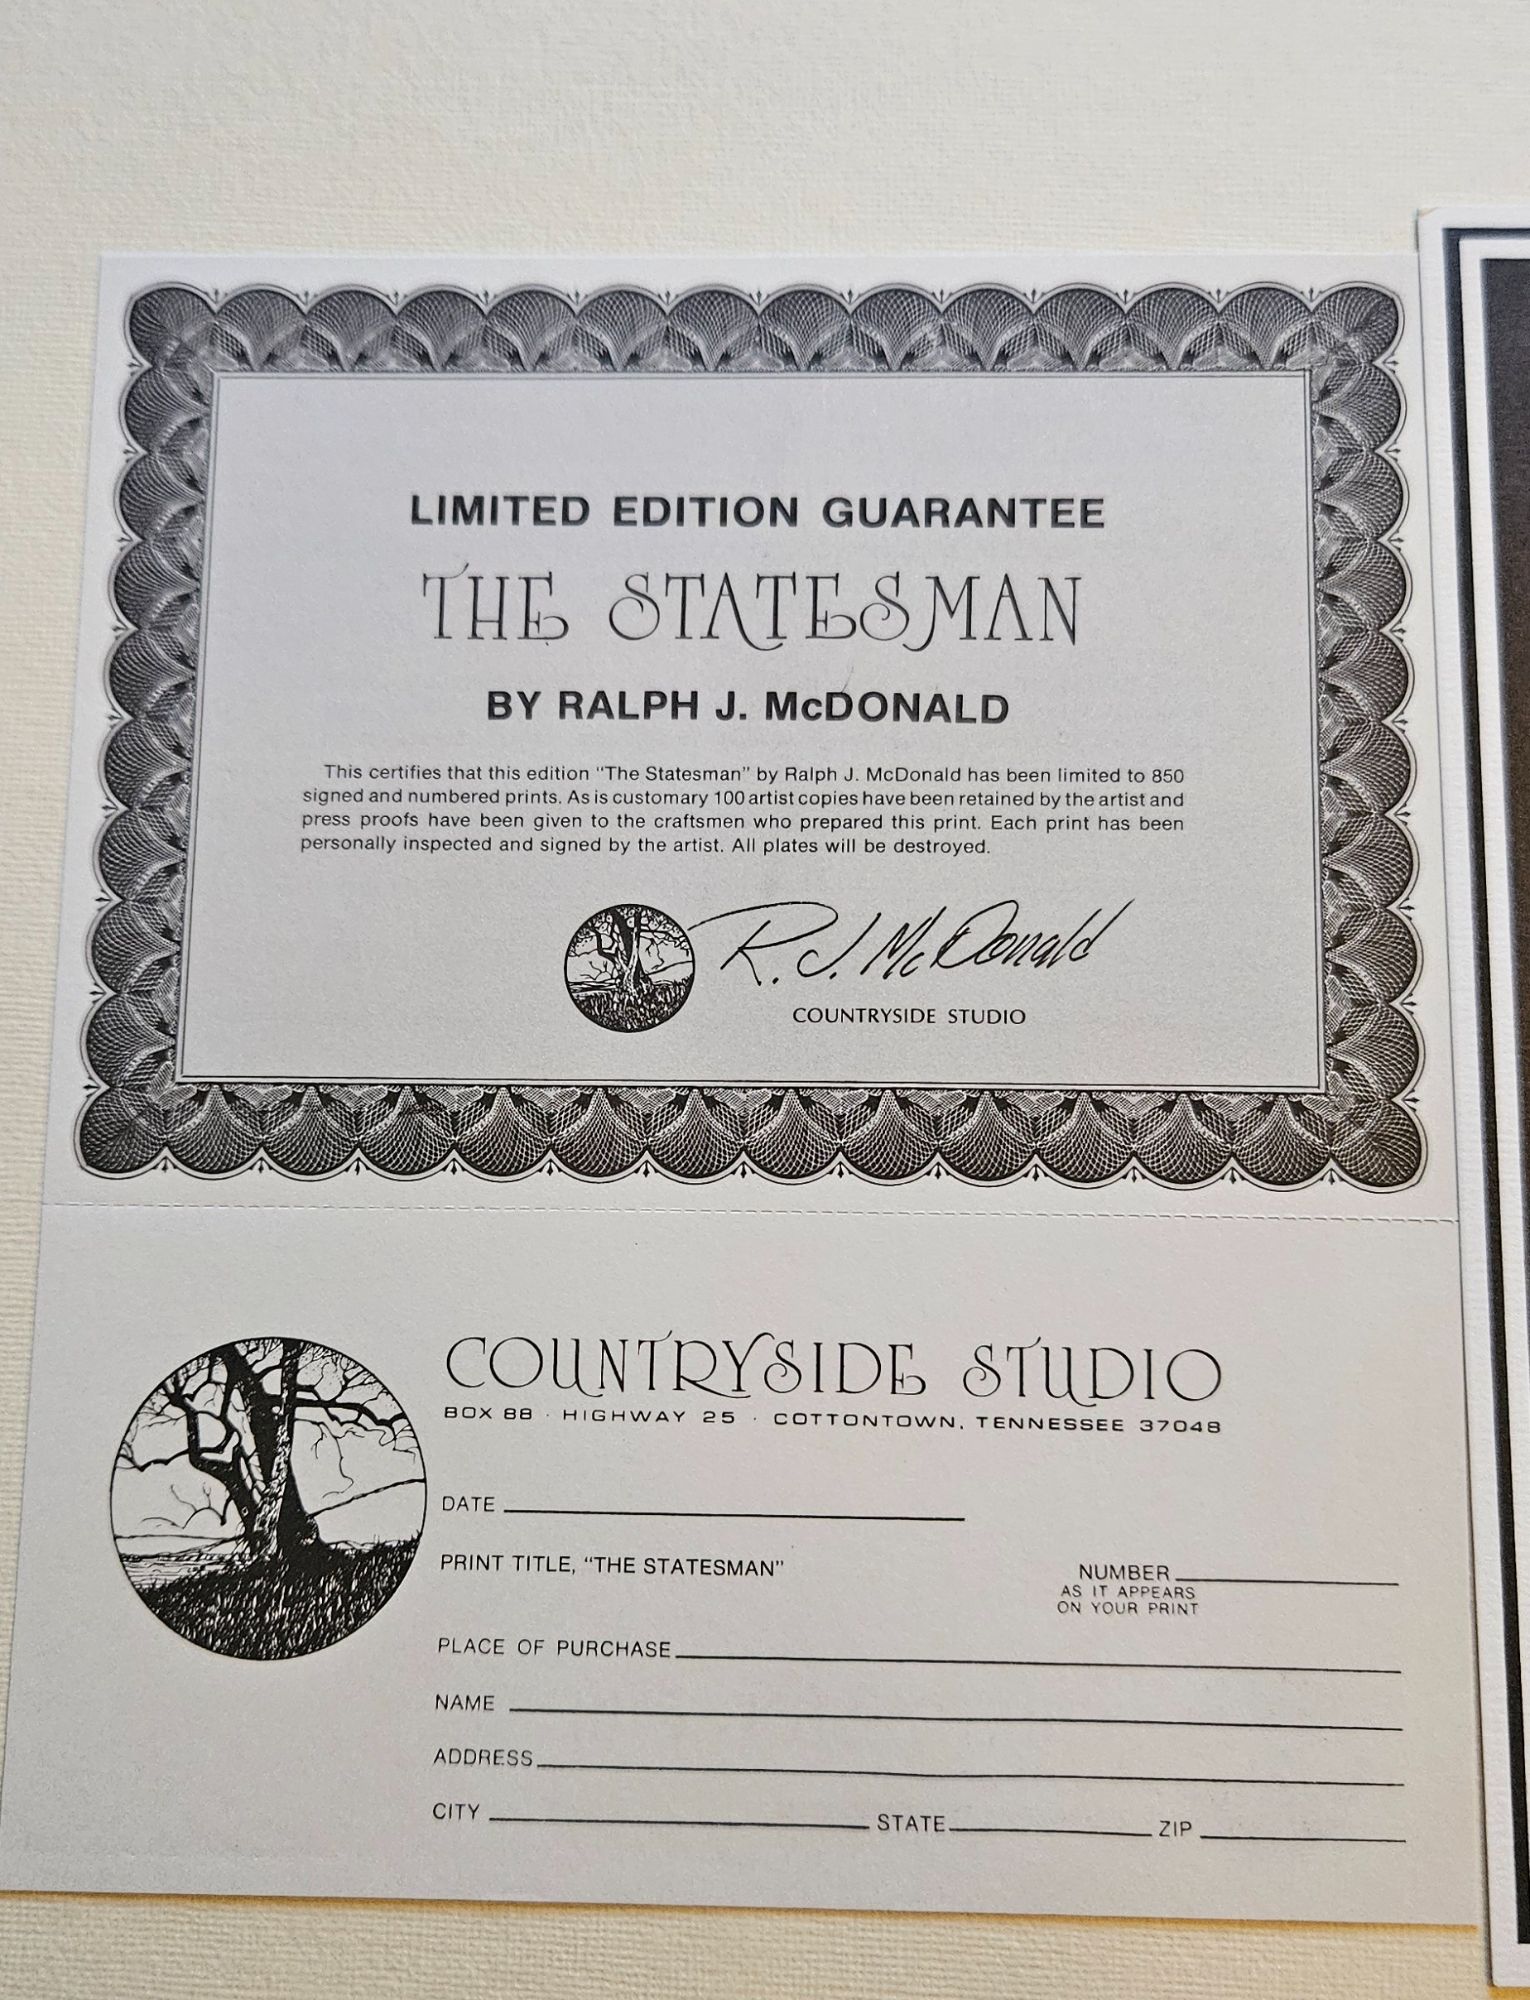 LIMITED EDITION GUARANTEE
THE STATESMAN
BY RALPH J. McDONALD
This certifies that this edition "The Statesman" by Ralph J. McDonald has been limited to 850
signed and numbered prints. As is customary 100 artist copies have been retained by the artist and
press proofs have been given to the craftsmen who prepared this print. Each print has been
personally inspected and signed by the artist. All plates will be destroyed.
R. J. McDonald
COUNTRYSIDE STUDIO
COUNTRYSIDE STUDIO
BOX 88 · HIGHWAY 25 · COTTONTOWN, TENNESSEE 37048
DATE
PRINT TITLE, "THE STATESMAN"
NUMBER
AS IT APPEARS
ON YOUR PRINT
PLACE OF PURCHASE
NAME
ADDRESS
CITY STATE ZIP